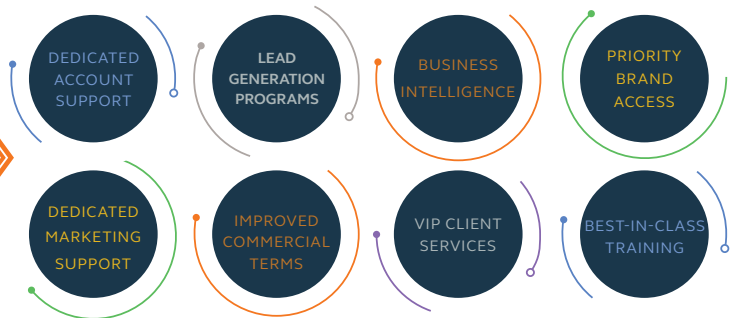 DEDICATED
ACCOUNT
SUPPORT
LEAD
GENERATION
PROGRAMS
BUSINESS
INTELLIGENCE
PRIORITY
BRAND
ACCESS
DEDICATED
MARKETING
SUPPORT
IMPROVED
COMMERCIAL
TERMS
VIP CLIENT
SERVICES
BEST-IN-CLASS
TRAINING